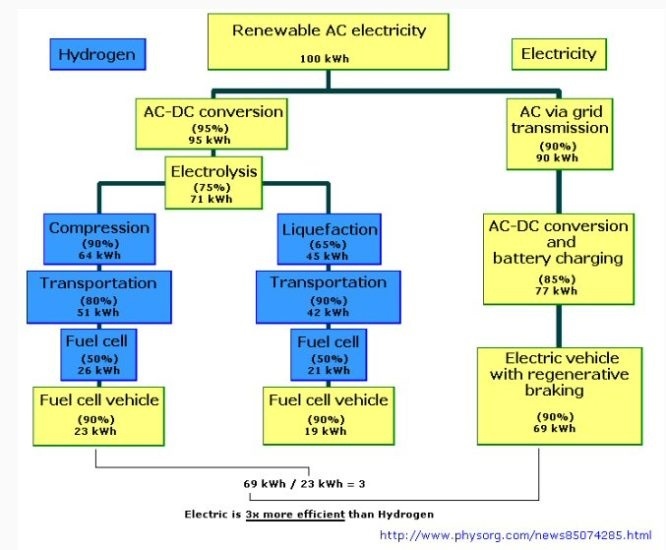 Renewable AC electricity
100 kWh
Hydrogen
Electricity
AC-DC conversion
(95%)
95 kWh
AC via grid
transmission
(90%)
90 kWh
Electrolysis
(75%)
71 kWh
Compression
(90%)
64 kWh
Liquefaction
(65%)
45 kWh
AC-DC conversion
and
battery charging
(85%)
77 kWh
Transportation
(80%)
51 kWh
Transportation
(90%)
42 kWh
Fuel cell
(50%)
26 kWh
Fuel cell
(50%)
21 kWh
Electric vehicle
with regenerative
braking
(90%)
69 kWh
Fuel cell vehicle
(90%)
23 kWh
Fuel cell vehicle
(90%)
19 kWh
69 kWh / 23 kWh = 3
Electric is 3x more efficient than Hydrogen
http://www.physorg.com/news85074285.html